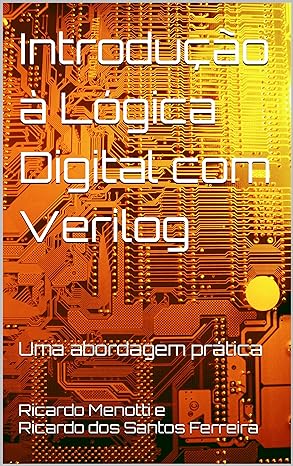 Introdução
à Lógica
Digital com
Verilog
Uma abordagem prática
Ricardo Menotti e
Ricardo dos Santos Ferreira